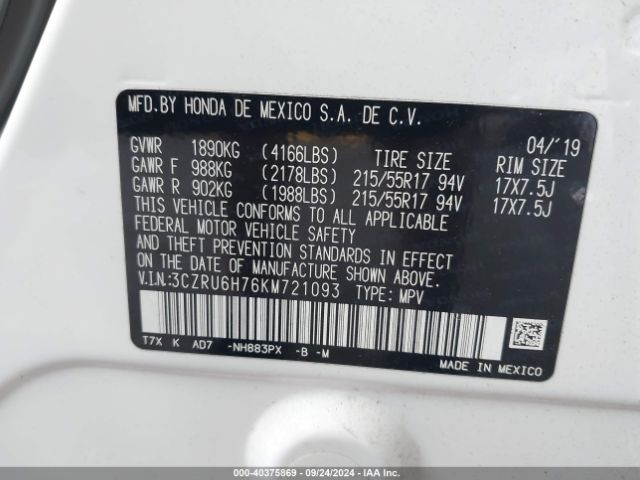 MFD.BY HONDA DE MEXICO S.A. DE C.V.
04/'19
GVWR 1890KG (4166LBS) TIRE SIZE RIM SIZE
GAWR F 988KG (2178LBS) 215/55R17 94V 17X7.5J
GAWR R 902KG (1988LBS) 215/55R17 94V 17X7.5J
THIS VEHICLE CONFORMS TO ALL APPLICABLE
FEDERAL MOTOR VEHICLE SAFETY
AND THEFT PREVENTION STANDARDS IN EFFECT
ON THE DATE OF MANUFACTURE SHOWN ABOVE.
V.I.N.:3CZRU6H76KM721093 TYPE: MPV
T7X K AD7 -NH883PX -B -M
MADE IN MEXICO
000-40375869 - 09/24/2024 - IAAI.COM